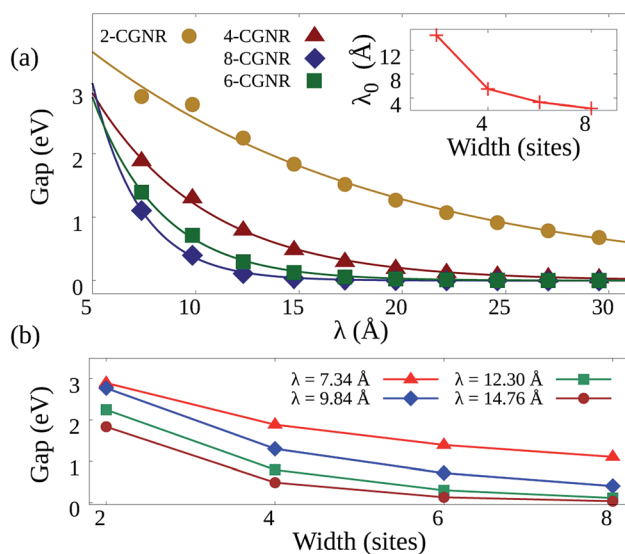 (a)
2-CGNR
4-CGNR
8-CGNR
6-CGNR
Gap (eV)
3
2
1
0
5
10
15
20
25
30
λ (Å)
λ0 (Å)
12
8
4
4
8
Width (sites)
(b)
Gap (eV)
3
2
1
0
λ = 7.34 Å
λ = 12.30 Å
λ = 9.84 Å
λ = 14.76 Å
2
4
6
8
Width (sites)